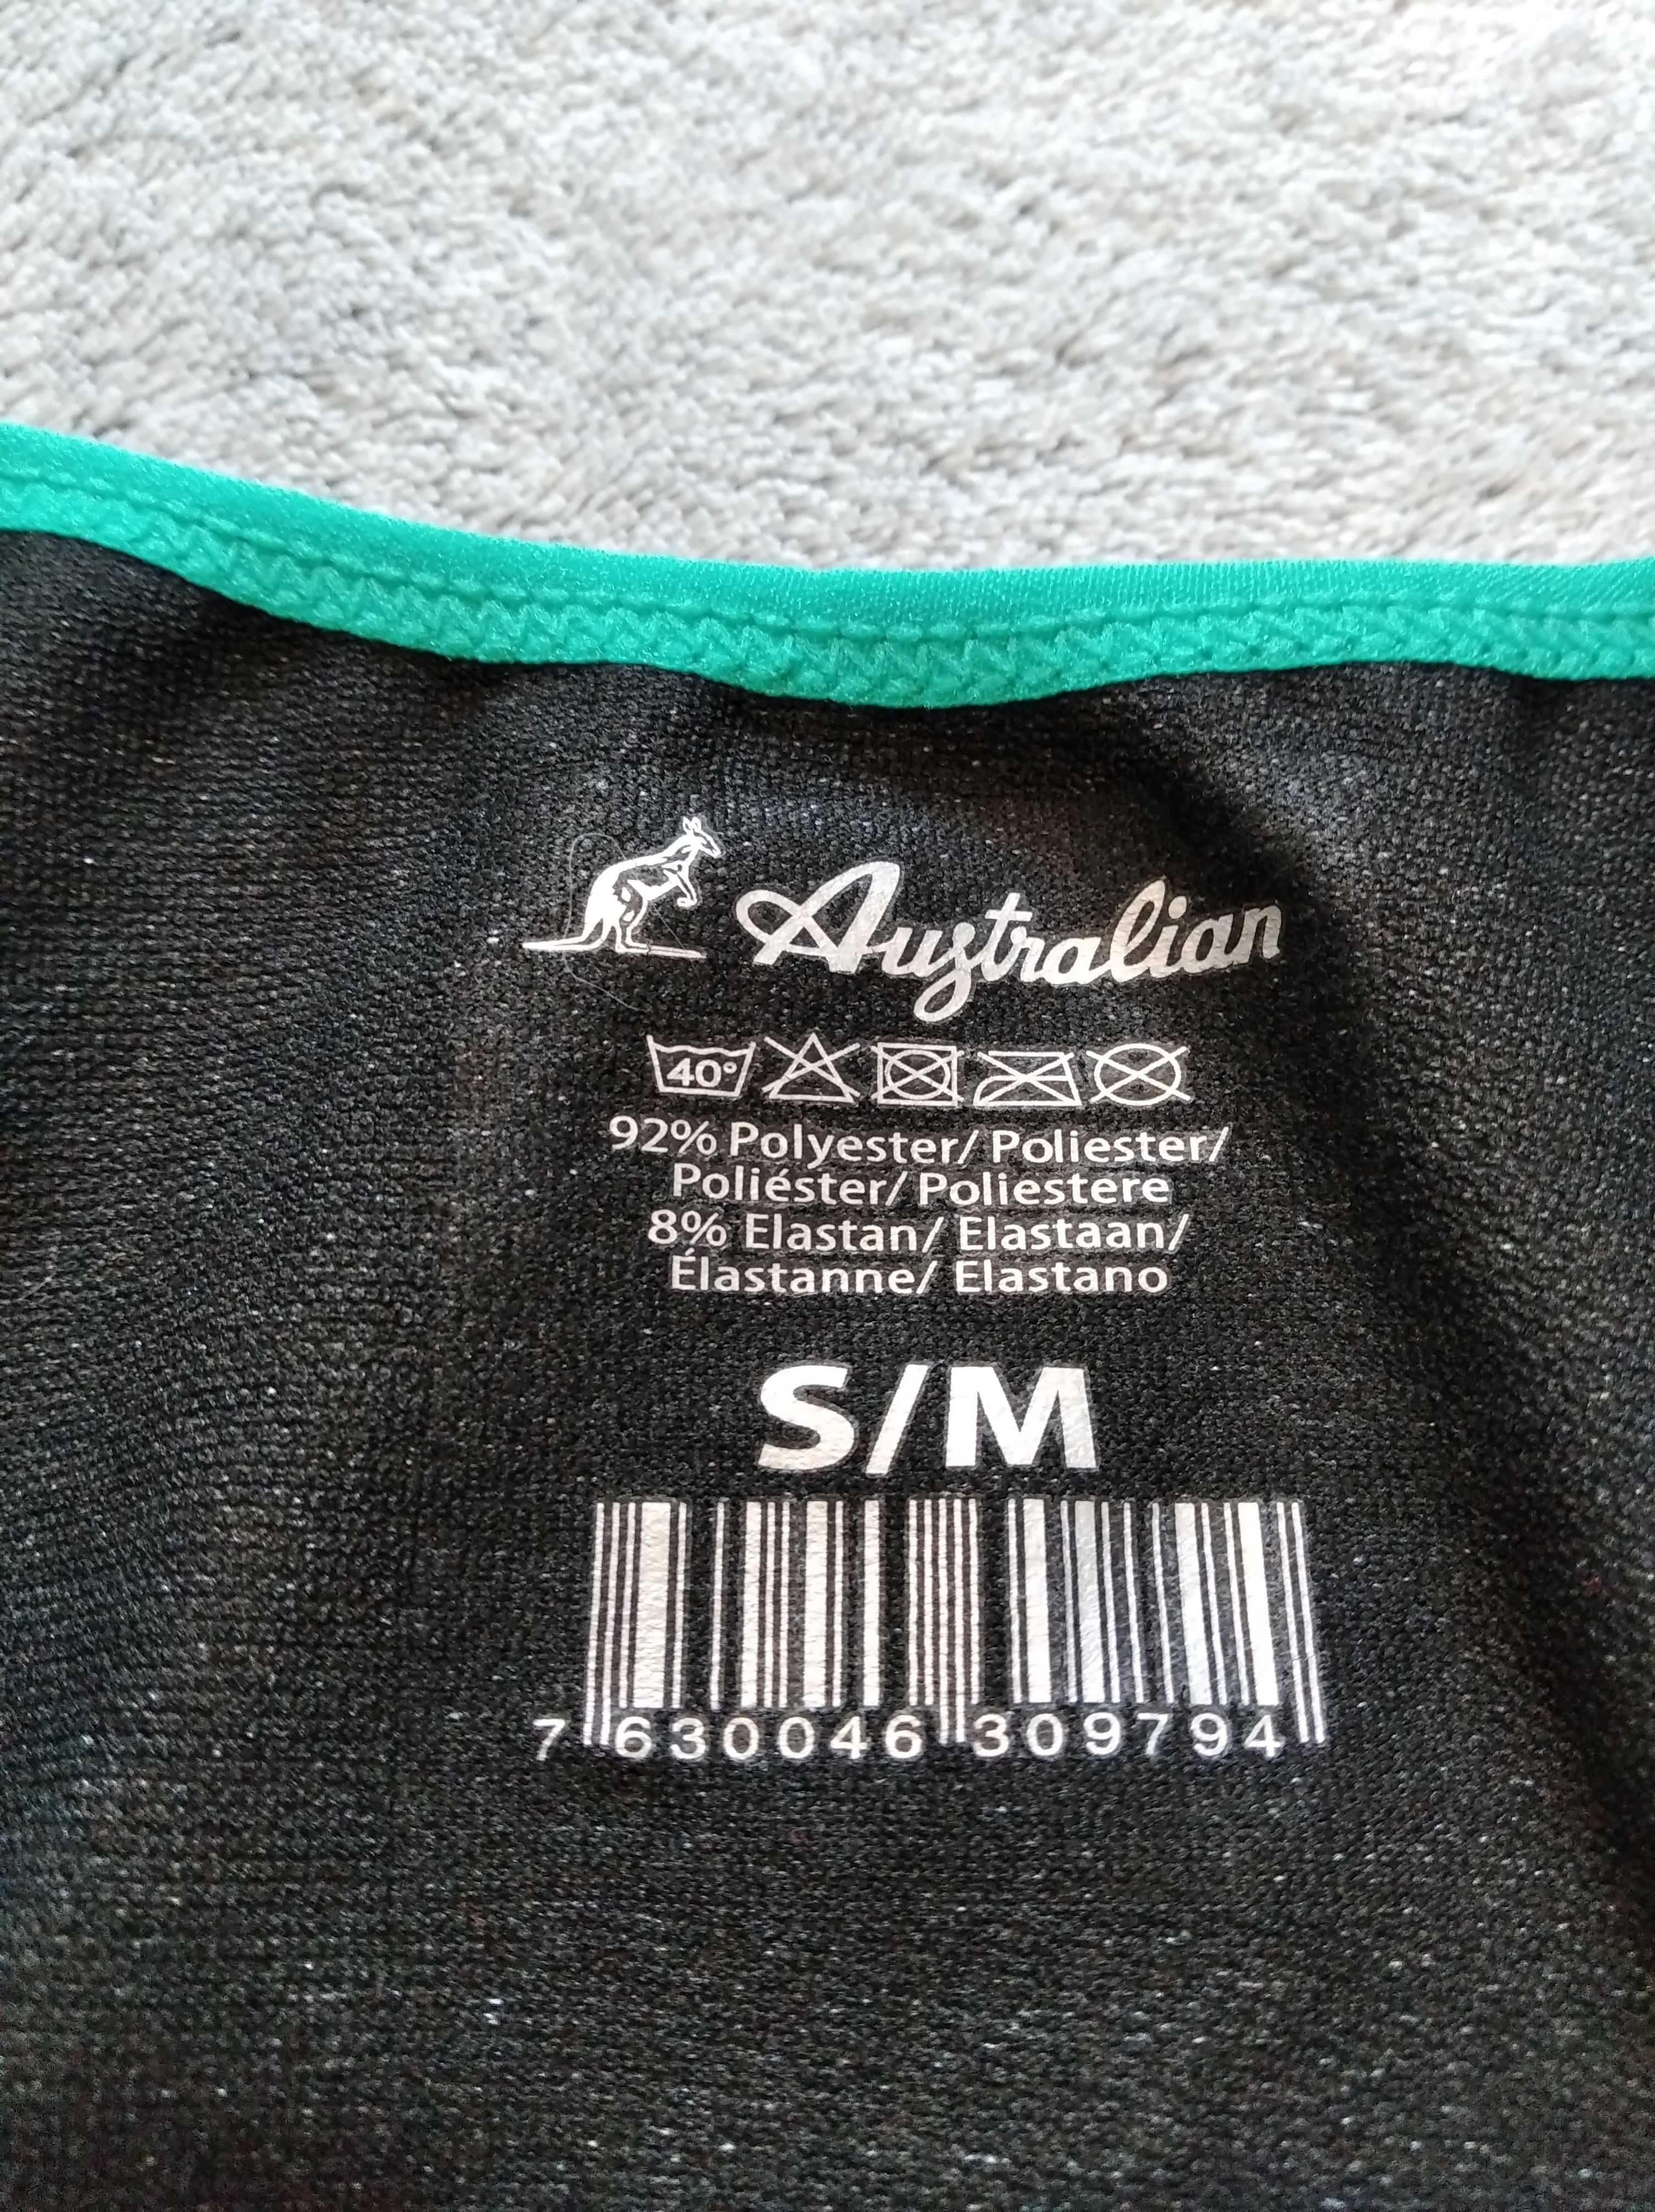 Australian
40°
92% Polyester/ Poliester/
Poliéster/ Poliestere
8% Elastan/ Elastaan/
Élastanne/ Elastano
S/M
7 630046 309794